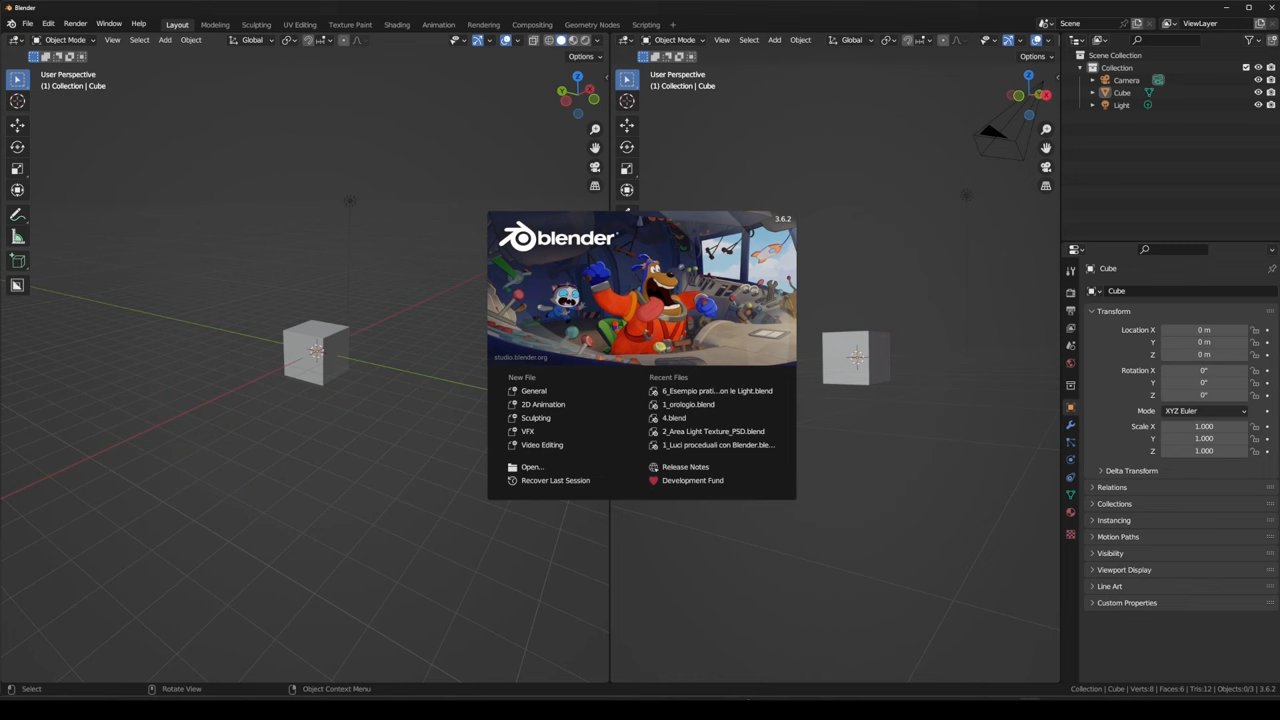 Blender
File Edit Render Window Help Layout Modeling Sculpting UV Editing Texture Paint Shading Animation Rendering Compositing Geometry Nodes Scripting + Scene ViewLayer
Object Mode View Select Add Object Global
Object Mode View Select Add Object Global
Options
Options
User Perspective
(1) Collection | Cube
User Perspective
(1) Collection | Cube
Scene Collection
Collection
Camera
Cube
Light
3.6.2
blender
studio.blender.org
New File
General
2D Animation
Sculpting
VFX
Video Editing
Open...
Recover Last Session
Recent Files
6_Esempio prati...on le Light.blend
1_orologio.blend
4.blend
2_Area Light Texture_PSD.blend
1_Luci proceduali con Blender.ble...
Release Notes
Development Fund
Cube
Cube
Transform
Location X 0 m
Y 0 m
Z 0 m
Rotation X 0°
Y 0°
Z 0°
Mode XYZ Euler
Scale X 1.000
Y 1.000
Z 1.000
Delta Transform
Relations
Collections
Instancing
Motion Paths
Visibility
Viewport Display
Line Art
Custom Properties
Select Rotate View Object Context Menu Collection | Cube | Verts:8 | Faces:6 | Tris:12 | Objects:0/3 | 3.6.2